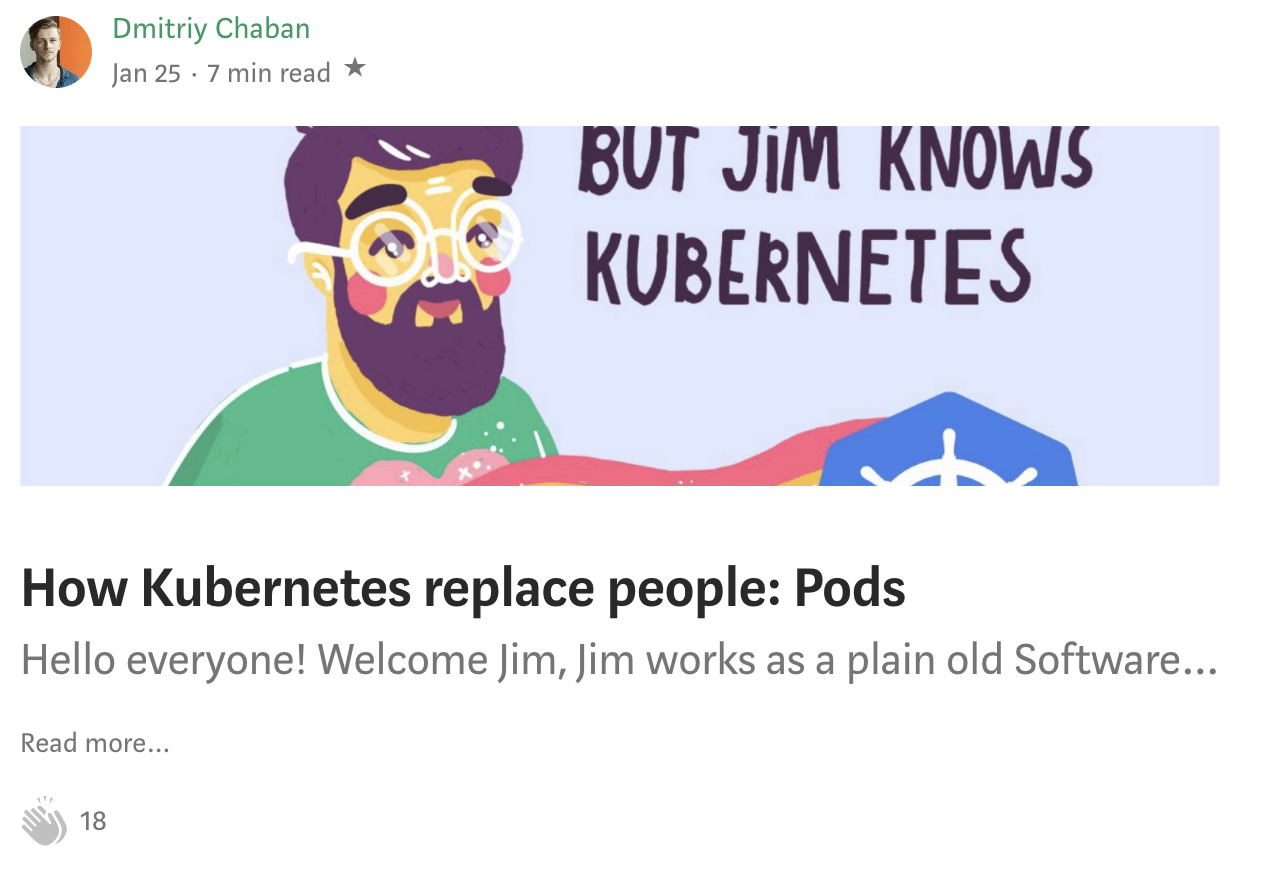 Dmitriy Chaban
Jan 25 · 7 min read ★
BUT JiM KNOWS
KUBERNETES
How Kubernetes replace people: Pods
Hello everyone! Welcome Jim, Jim works as a plain old Software...
Read more...
18